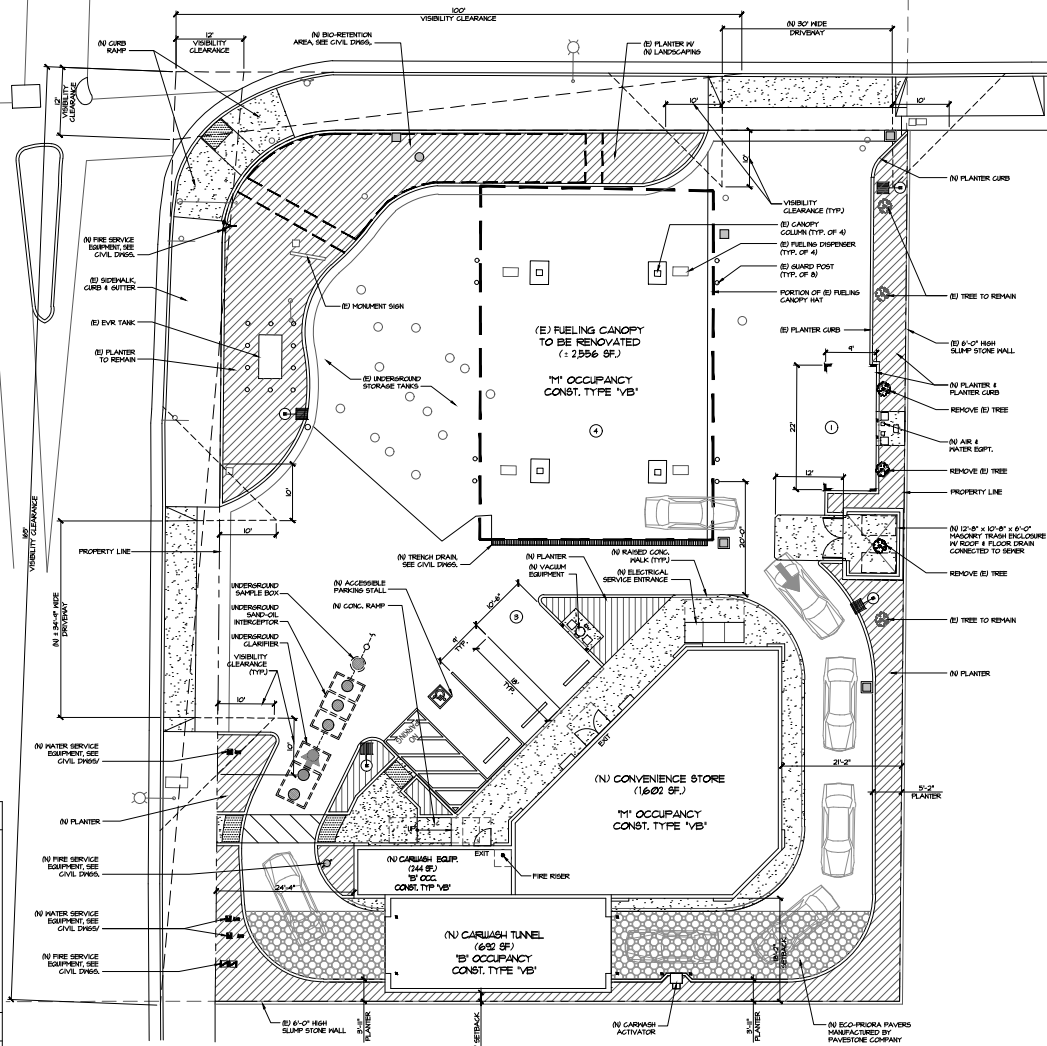 100'
VISIBILITY CLEARANCE
12'
VISIBILITY
CLEARANCE
(N) CURB
RAMP
(N) BIO-RETENTION
AREA, SEE CIVIL DWGS.
(E) PLANTER W/
(N) LANDSCAPING
(N) 30' WIDE
DRIVEWAY
12'
VISIBILITY
CLEARANCE
10'
10'
10'
(N) PLANTER CURB
VISIBILITY
CLEARANCE (TYP.)
(E) CANOPY
COLUMN (TYP. OF 4)
(E) FUELING DISPENSER
(TYP. OF 4)
(E) GUARD POST
(TYP. OF 8)
PORTION OF (E) FUELING
CANOPY HAT
(N) FIRE SERVICE
EQUIPMENT, SEE
CIVIL DWGS.
(E) SIDEWALK,
CURB & GUTTER
(E) EVR TANK
(E) PLANTER
TO REMAIN
(E) MONUMENT SIGN
(E) UNDERGROUND
STORAGE TANKS
(E) FUELING CANOPY
TO BE RENOVATED
(± 2,556 SF.)
"M" OCCUPANCY
CONST. TYPE "VB"
4
(E) TREE TO REMAIN
(E) PLANTER CURB
(E) 6'-0" HIGH
SLUMP STONE WALL
9'
(N) PLANTER &
PLANTER CURB
REMOVE (E) TREE
22'
1
(N) AIR &
WATER EQPT.
REMOVE (E) TREE
12'
PROPERTY LINE
10'
10'
165'
VISIBILITY CLEARANCE
PROPERTY LINE
(N) 12'-8" x 10'-8" x 6'-0"
MASONRY TRASH ENCLOSURE
W/ ROOF & FLOOR DRAIN
CONNECTED TO SEWER
REMOVE (E) TREE
20'-0"
(N) TRENCH DRAIN,
SEE CIVIL DWGS.
(N) PLANTER
(N) VACUUM
EQUIPMENT
(N) RAISED CONC.
WALK (TYP.)
(N) ELECTRICAL
SERVICE ENTRANCE
UNDERGROUND
SAMPLE BOX
UNDERGROUND
SAND-OIL
INTERCEPTOR
UNDERGROUND
CLARIFIER
VISIBILITY
CLEARANCE
(TYP.)
(N) ACCESSIBLE
PARKING STALL
(N) CONC. RAMP
10'-6"
3
9'
TYP.
18'
TYP.
(N) ± 34'-4" WIDE
DRIVEWAY
(E) TREE TO REMAIN
(N) PLANTER
10'
10'
NO
PARKING
EXIT
(N) CONVENIENCE STORE
(1,602 SF.)
"M" OCCUPANCY
CONST. TYPE "VB"
21'-2"
5'-2"
PLANTER
(N) WATER SERVICE
EQUIPMENT, SEE
CIVIL DWGS/
(N) PLANTER
UP
EXIT
FIRE RISER
(N) FIRE SERVICE
EQUIPMENT, SEE
CIVIL DWGS.
(N) CARWASH EQUIP.
(244 SF.)
"B" OCC.
CONST. TYP "VB"
24'-4"
(N) WATER SERVICE
EQUIPMENT, SEE
CIVIL DWGS/
(N) FIRE SERVICE
EQUIPMENT, SEE
CIVIL DWGS.
(N) CARWASH TUNNEL
(692 SF)
"B" OCCUPANCY
CONST. TYPE "VB"
SETBACK
(E) 6'-0" HIGH
SLUMP STONE WALL
3'-11"
PLANTER
SETBACK
(N) CARWASH
ACTIVATOR
3'-11"
PLANTER
(N) ECO-PRIORA PAVERS
MANUFACTURED BY
PAVESTONE COMPANY